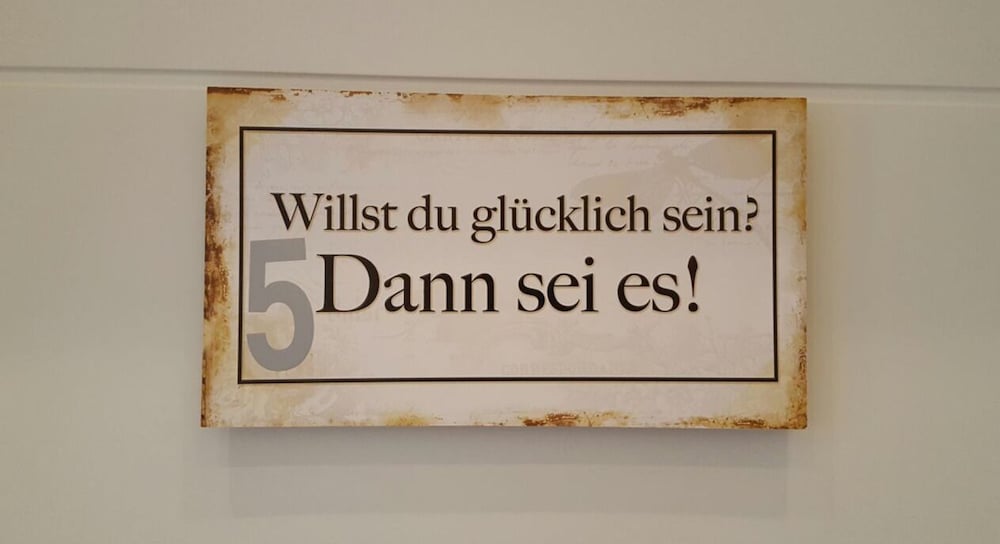 Willst du glücklich sein?
5
Dann sei es!